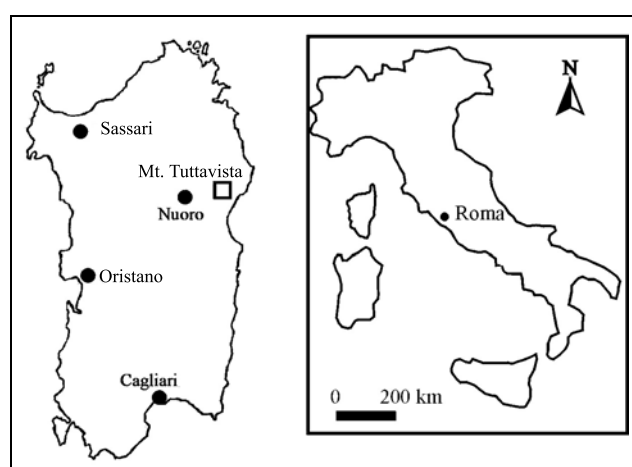 Sassari
Mt. Tuttavista
Nuoro
Oristano
Cagliari
N
Roma
0 200 km